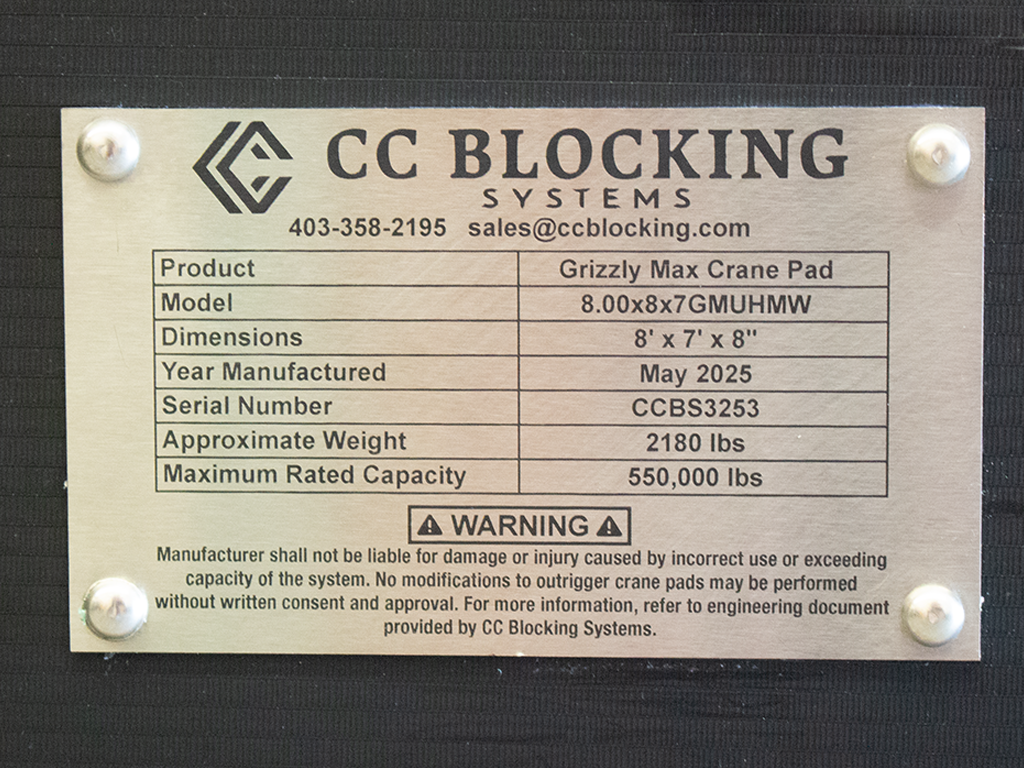 CC BLOCKING
SYSTEMS
403-358-2195 sales@ccblocking.com
Product Grizzly Max Crane Pad
Model 8.00x8x7GMUHMW
Dimensions 8' x 7' x 8"
Year Manufactured May 2025
Serial Number CCBS3253
Approximate Weight 2180 lbs
Maximum Rated Capacity 550,000 lbs
WARNING
Manufacturer shall not be liable for damage or injury caused by incorrect use or exceeding
capacity of the system. No modifications to outrigger crane pads may be performed
without written consent and approval. For more information, refer to engineering document
provided by CC Blocking Systems.